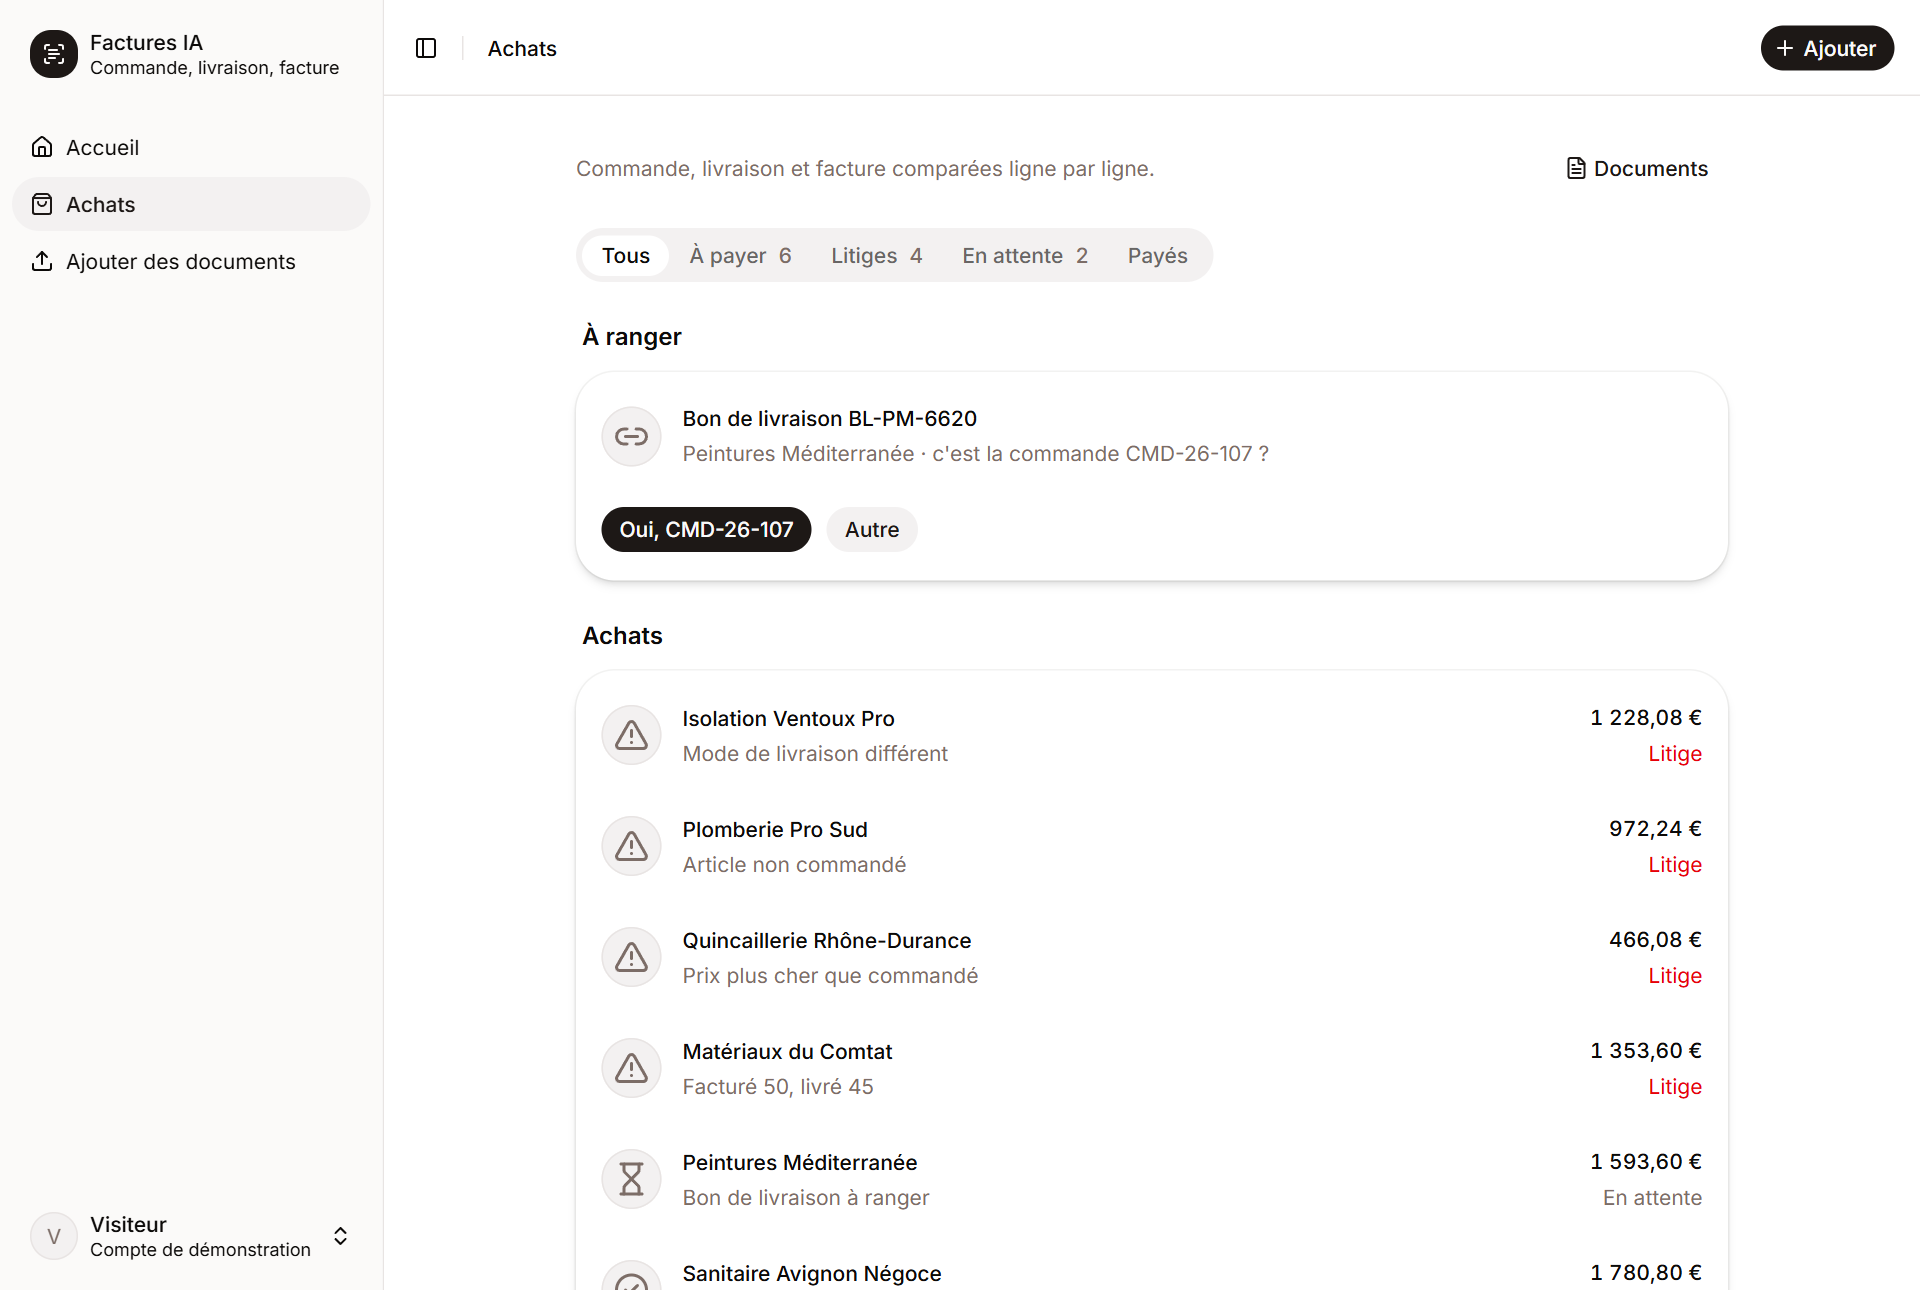 Factures IA
Commande, livraison, facture
Accueil
Achats
Ajouter des documents
Visiteur
V
Compte de démonstration
Achats
+ Ajouter
Commande, livraison et facture comparées ligne par ligne.
Documents
Tous À payer 6 Litiges 4 En attente 2 Payés
À ranger
Bon de livraison BL-PM-6620
Peintures Méditerranée · c'est la commande CMD-26-107 ?
Oui, CMD-26-107 Autre
Achats
Isolation Ventoux Pro 1 228,08 €
Mode de livraison différent Litige
Plomberie Pro Sud 972,24 €
Article non commandé Litige
Quincaillerie Rhône-Durance 466,08 €
Prix plus cher que commandé Litige
Matériaux du Comtat 1 353,60 €
Facturé 50, livré 45 Litige
Peintures Méditerranée 1 593,60 €
Bon de livraison à ranger En attente
Sanitaire Avignon Négoce 1 780,80 €